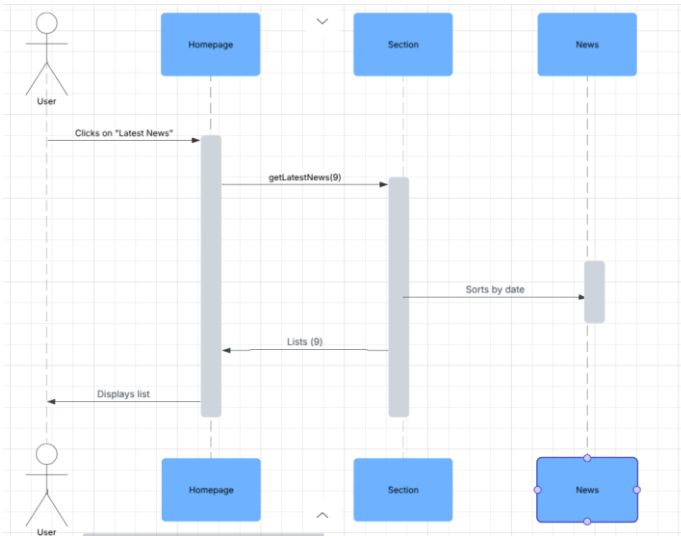 Homepage
Section
News
User
Clicks on "Latest News"
getLatestNews(9)
Sorts by date
Lists (9)
Displays list
Homepage
Section
News
User